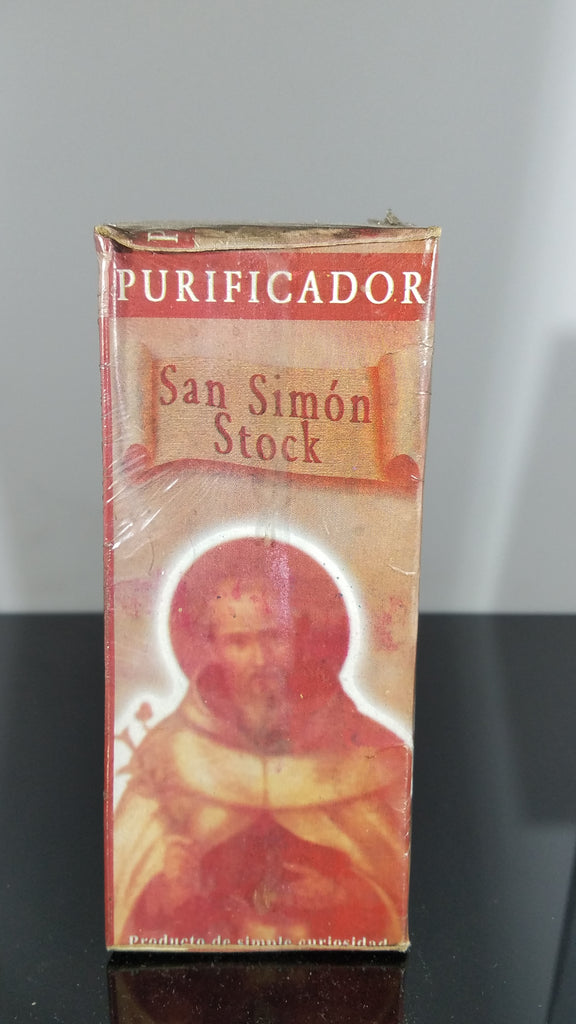 P
PURIFICADOR
San Simón
Stock
Producto de simple curiosidad